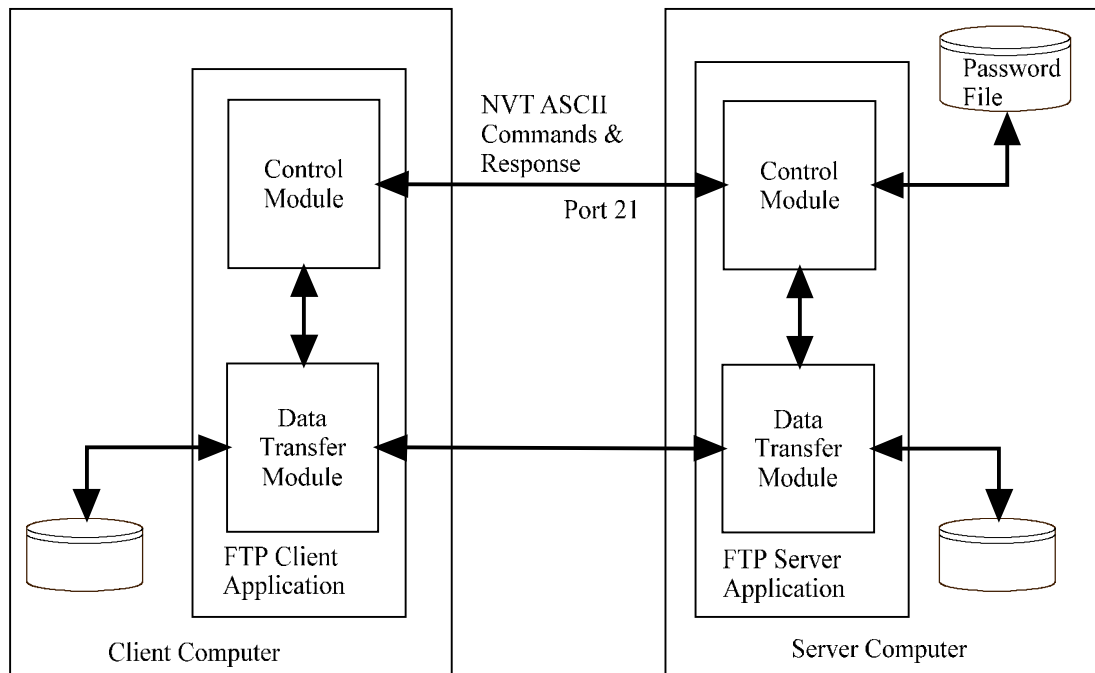 Password
File
NVT ASCII
Commands &
Response
Control
Module
Control
Module
Port 21
Data
Transfer
Module
Data
Transfer
Module
FTP Client
Application
FTP Server
Application
Client Computer
Server Computer